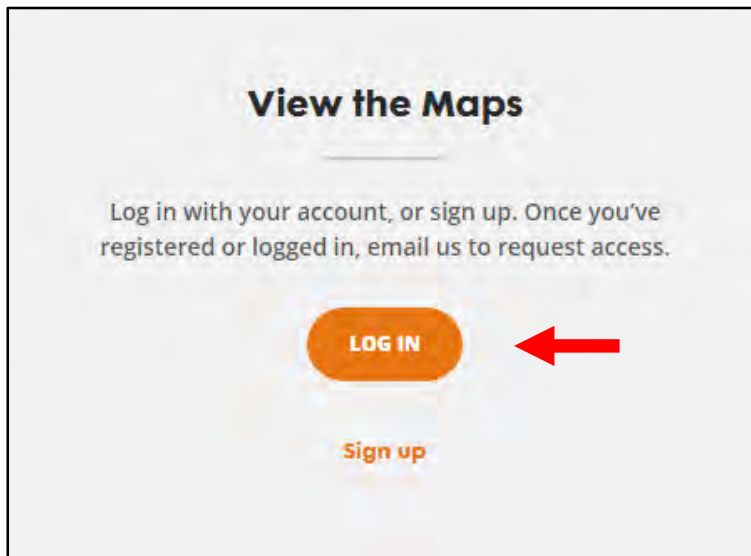 View the Maps
Log in with your account, or sign up. Once you've
registered or logged in, email us to request access.
LOG IN
Sign up